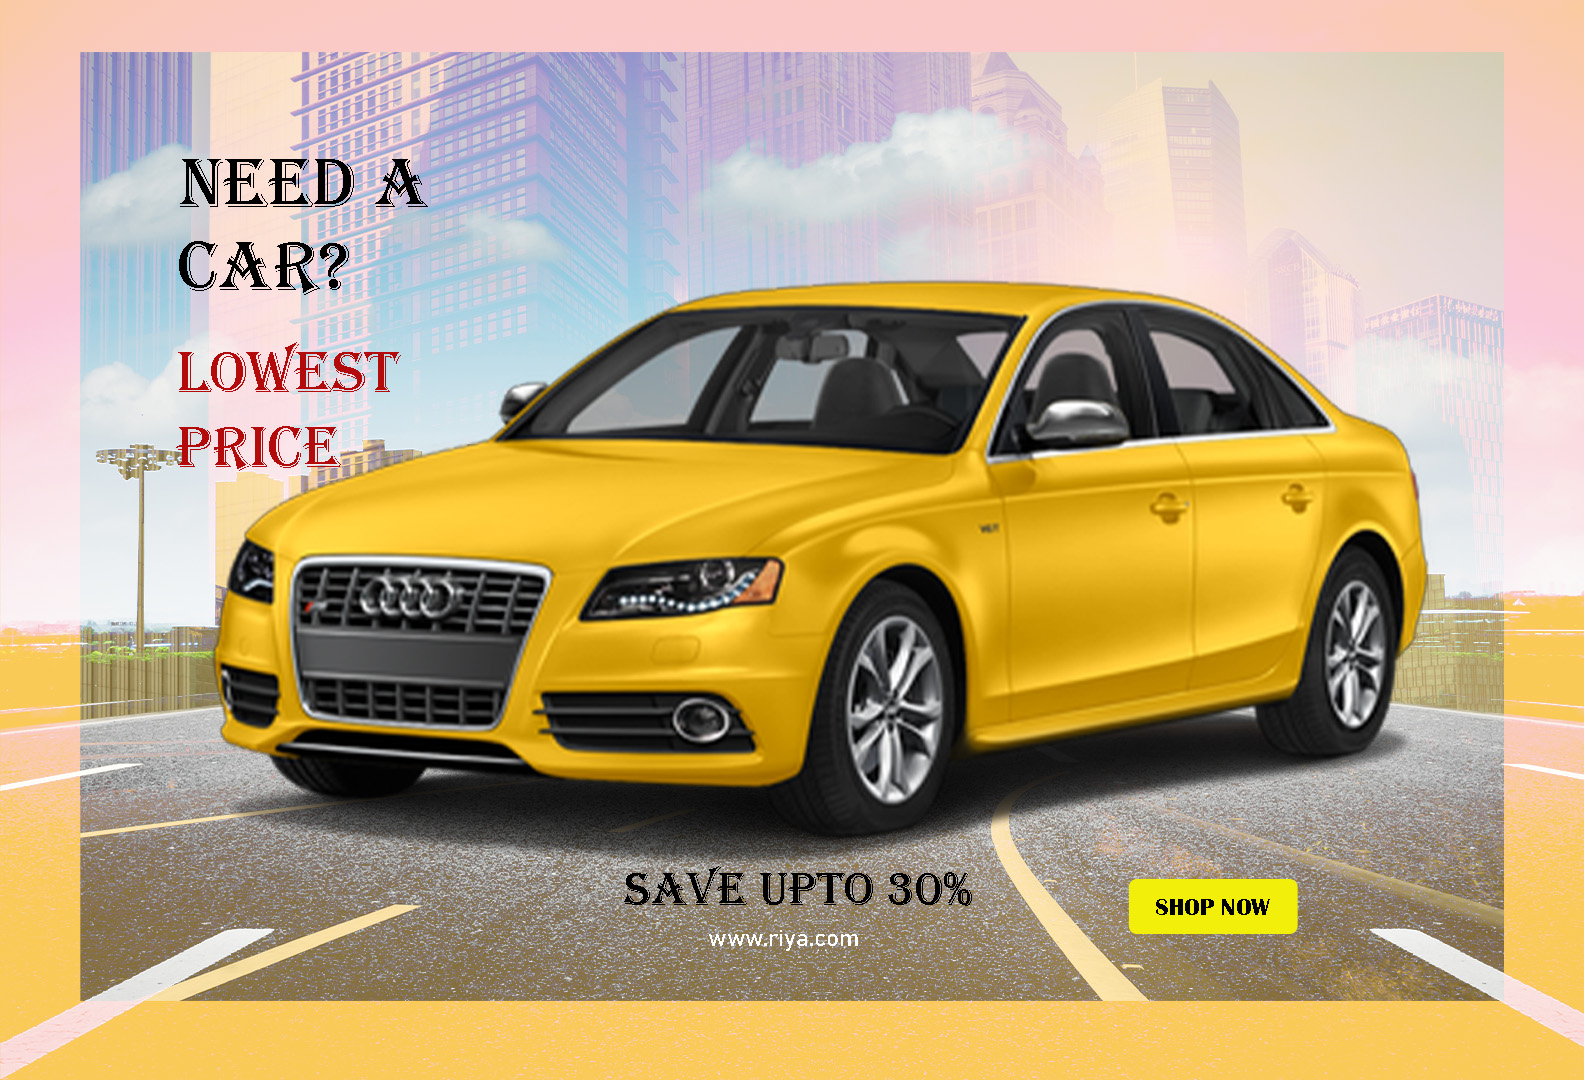 NEED A
CAR?
LOWEST
PRICE
SAVE UPTO 30%
www.riya.com
SHOP NOW